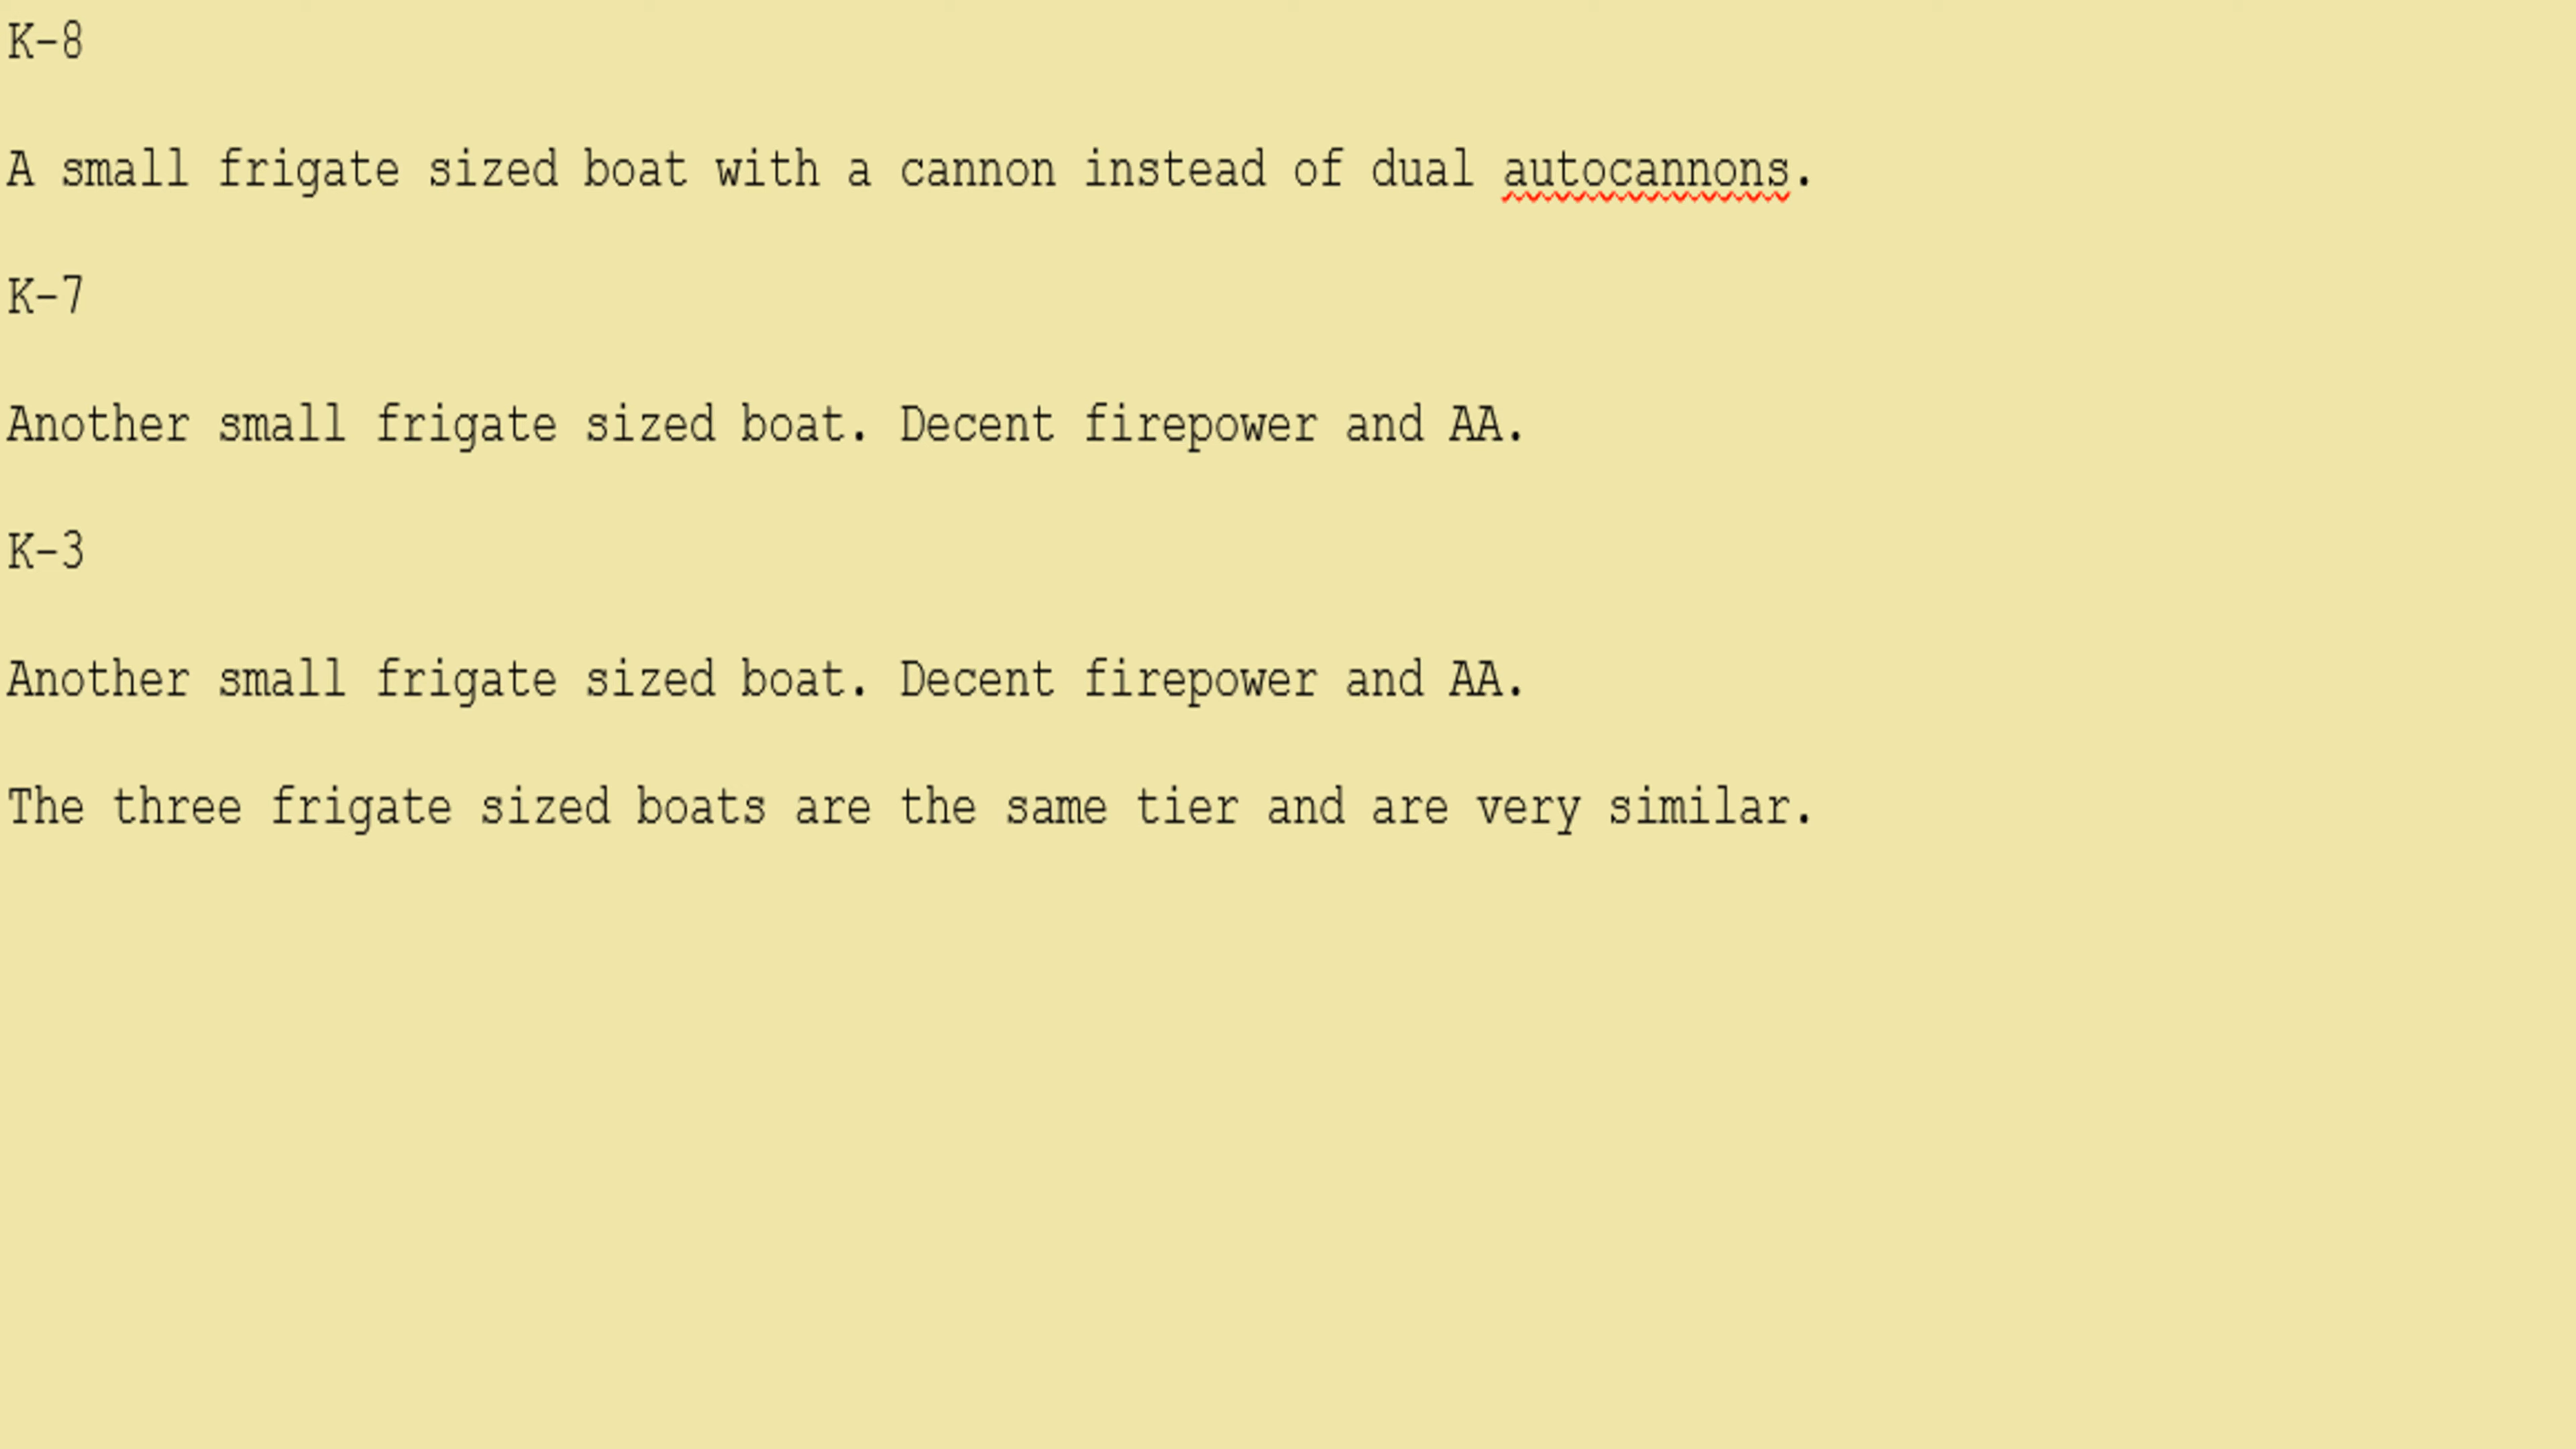 K-8
A small frigate sized boat with a cannon instead of dual autocannons.
K-7
Another small frigate sized boat. Decent firepower and AA.
K-3
Another small frigate sized boat. Decent firepower and AA.
The three frigate sized boats are the same tier and are very similar.